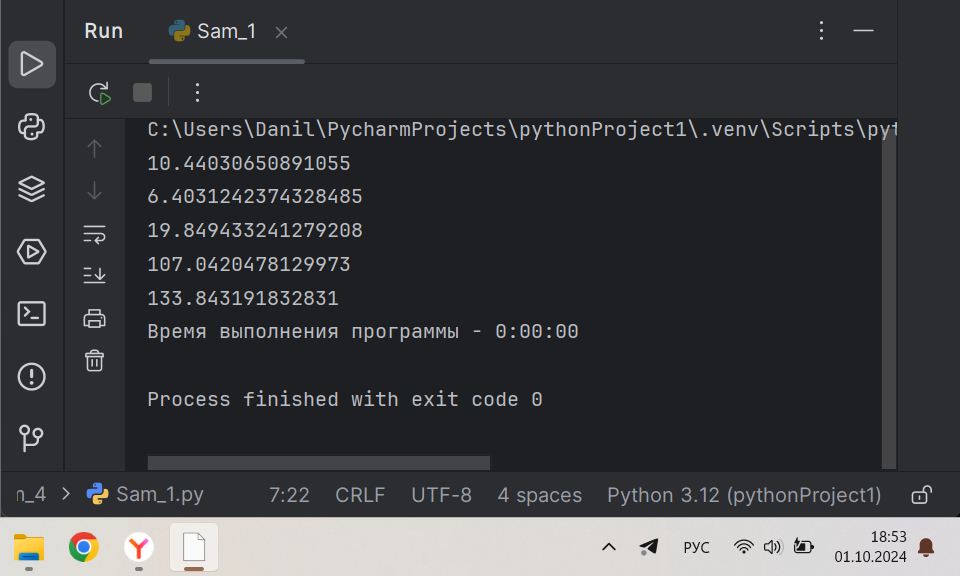 Run Sam_1
C:\Users\Danil\PycharmProjects\pythonProject1\.venv\Scripts\pyt
10.44030650891055
6.4031242374328485
19.849433241279208
107.0420478129973
133.843191832831
Время выполнения программы - 0:00:00
Process finished with exit code 0
n_4 > Sam_1.py 7:22 CRLF UTF-8 4 spaces Python 3.12 (pythonProject1)
РУС 18:53
01.10.2024